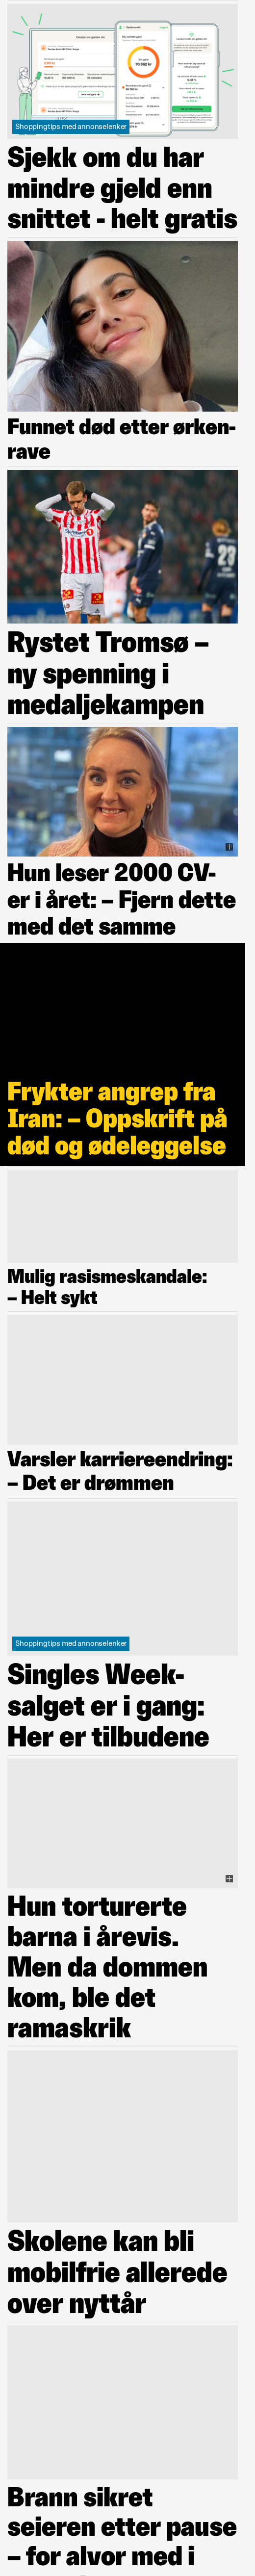 Shoppingtips med annonselenker
Sjekk om du har
mindre gjeld enn
snittet - helt gratis
Funnet død etter ørken-
rave
23
Rystet Tromsø –
ny spenning i
medaljekampen
Hun leser 2000 CV-
er i året: – Fjern dette
med det samme
Frykter angrep fra
Iran: – Oppskrift på
død og ødeleggelse
Mulig rasismeskandale:
– Helt sykt
Varsler karriereendring:
– Det er drømmen
Shoppingtips med annonselenker
Singles Week-
salget er i gang:
Her er tilbudene
Hun torturerte
barna i årevis.
Men da dommen
kom, ble det
ramaskrik
Skolene kan bli
mobilfrie allerede
over nyttår
Brann sikret
seieren etter pause
– for alvor med i